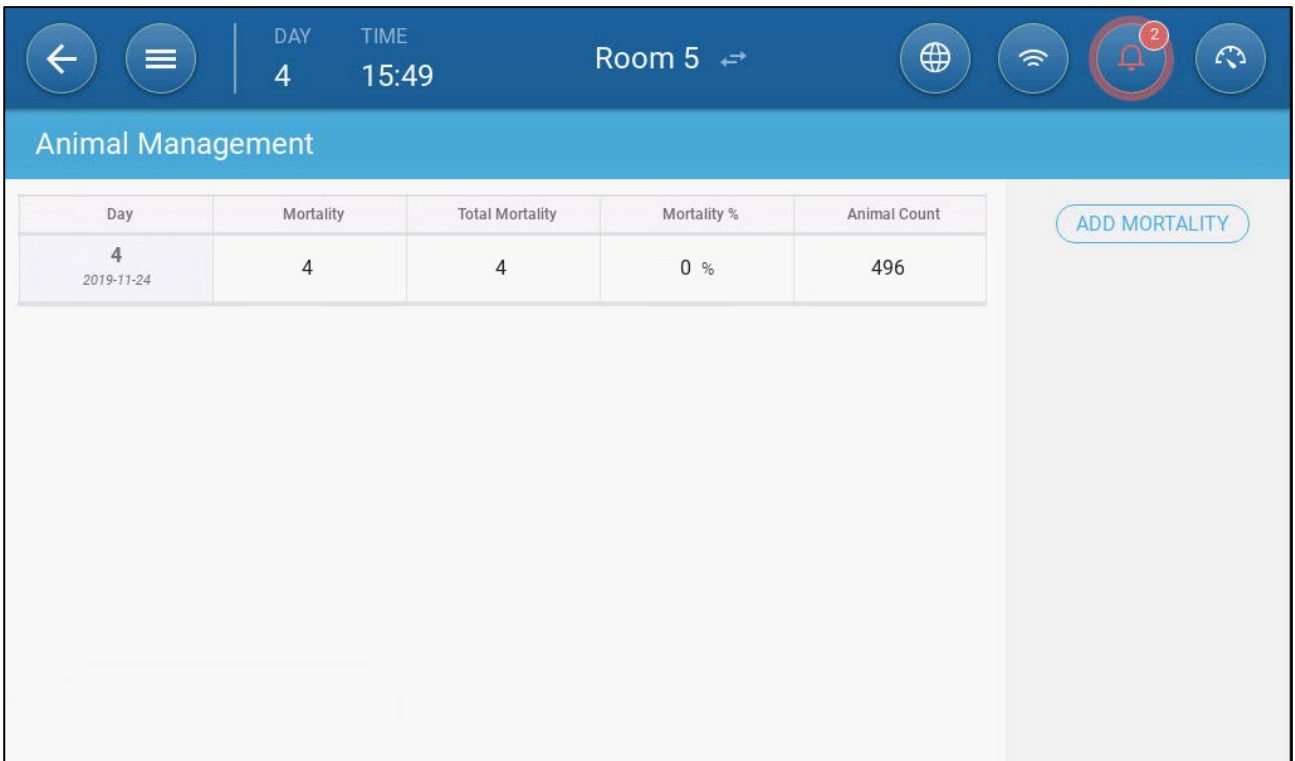 DAY TIME
4 15:49 Room 5 2
Animal Management
Day Mortality Total Mortality Mortality % Animal Count
ADD MORTALITY
4
2019-11-24
4 4 0 % 496